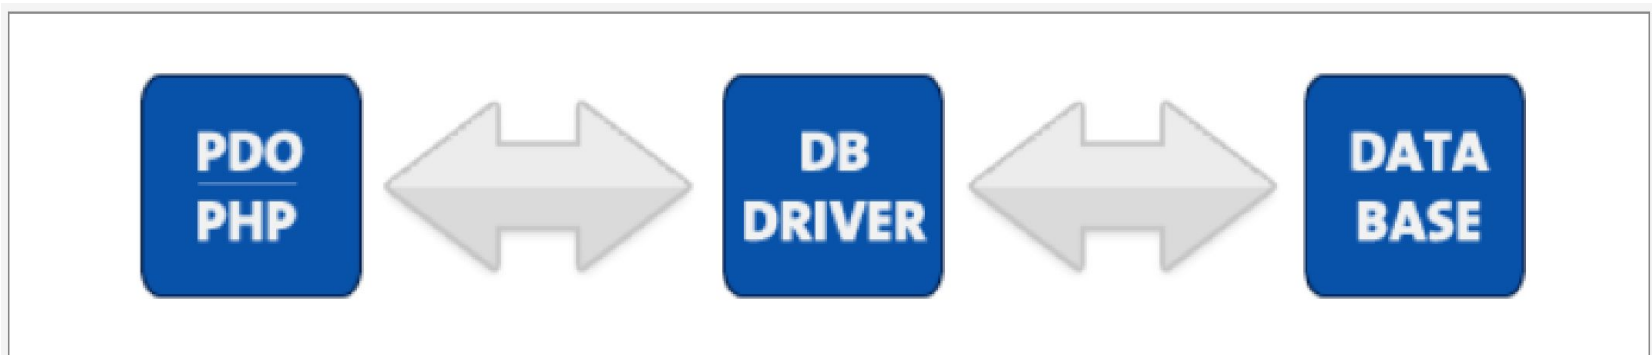 PDO
PHP
DB
DRIVER
DATA
BASE